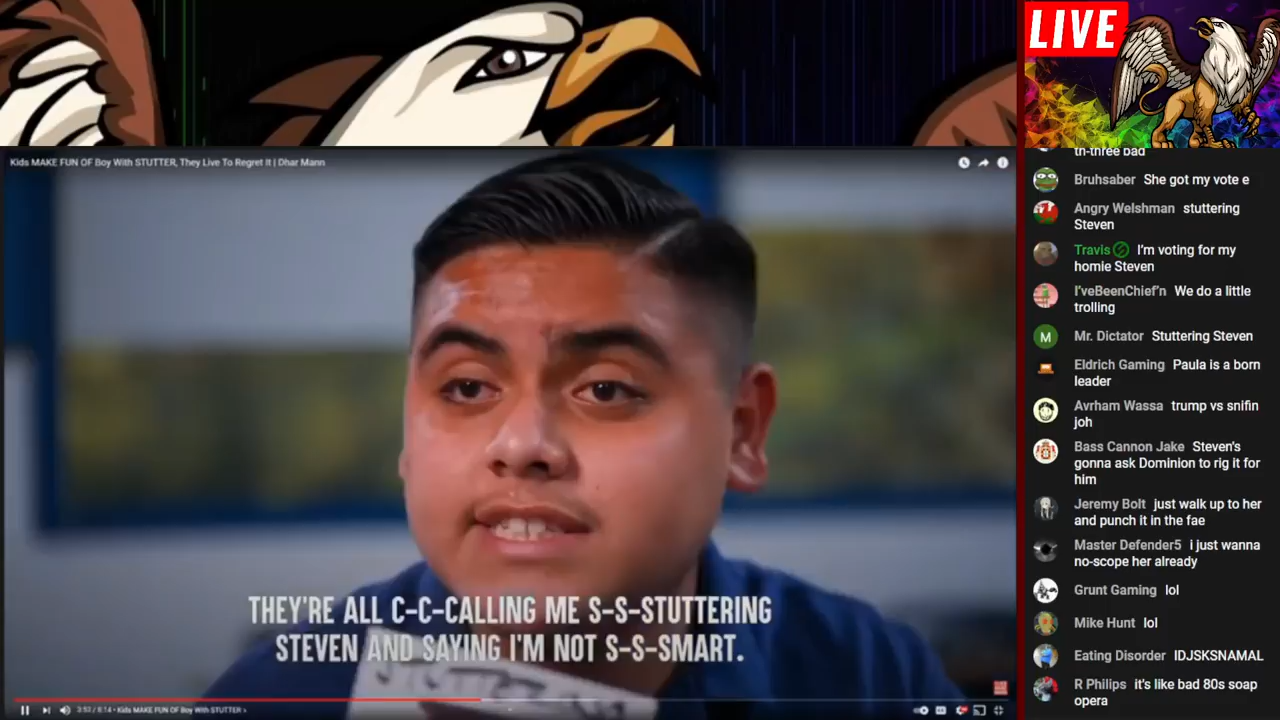 LIVE
Kids MAKE FUN OF Boy With STUTTER, They Live To Regret It | Dhar Mann
th-three bad
Bruhsaber She got my vote e
Angry Welshman stuttering
Steven
Travis I'm voting for my
homie Steven
I'veBeenChief'n We do a little
trolling
M
Mr. Dictator Stuttering Steven
Eldrich Gaming Paula is a born
leader
Avrham Wassa trump vs snifin
joh
Bass Cannon Jake Steven's
gonna ask Dominion to rig it for
him
Jeremy Bolt just walk up to her
and punch it in the fae
Master Defender5 i just wanna
no-scope her already
Grunt Gaming lol
Mike Hunt lol
Eating Disorder IDJSKSNAMAL
R Philips it's like bad 80s soap
opera
THEY'RE ALL C-C-CALLING ME S-S-STUTTERING
STEVEN AND SAYING I'M NOT S-S-SMART.
3:53 / 8:14 • Kids MAKE FUN OF Boy With STUTTER >